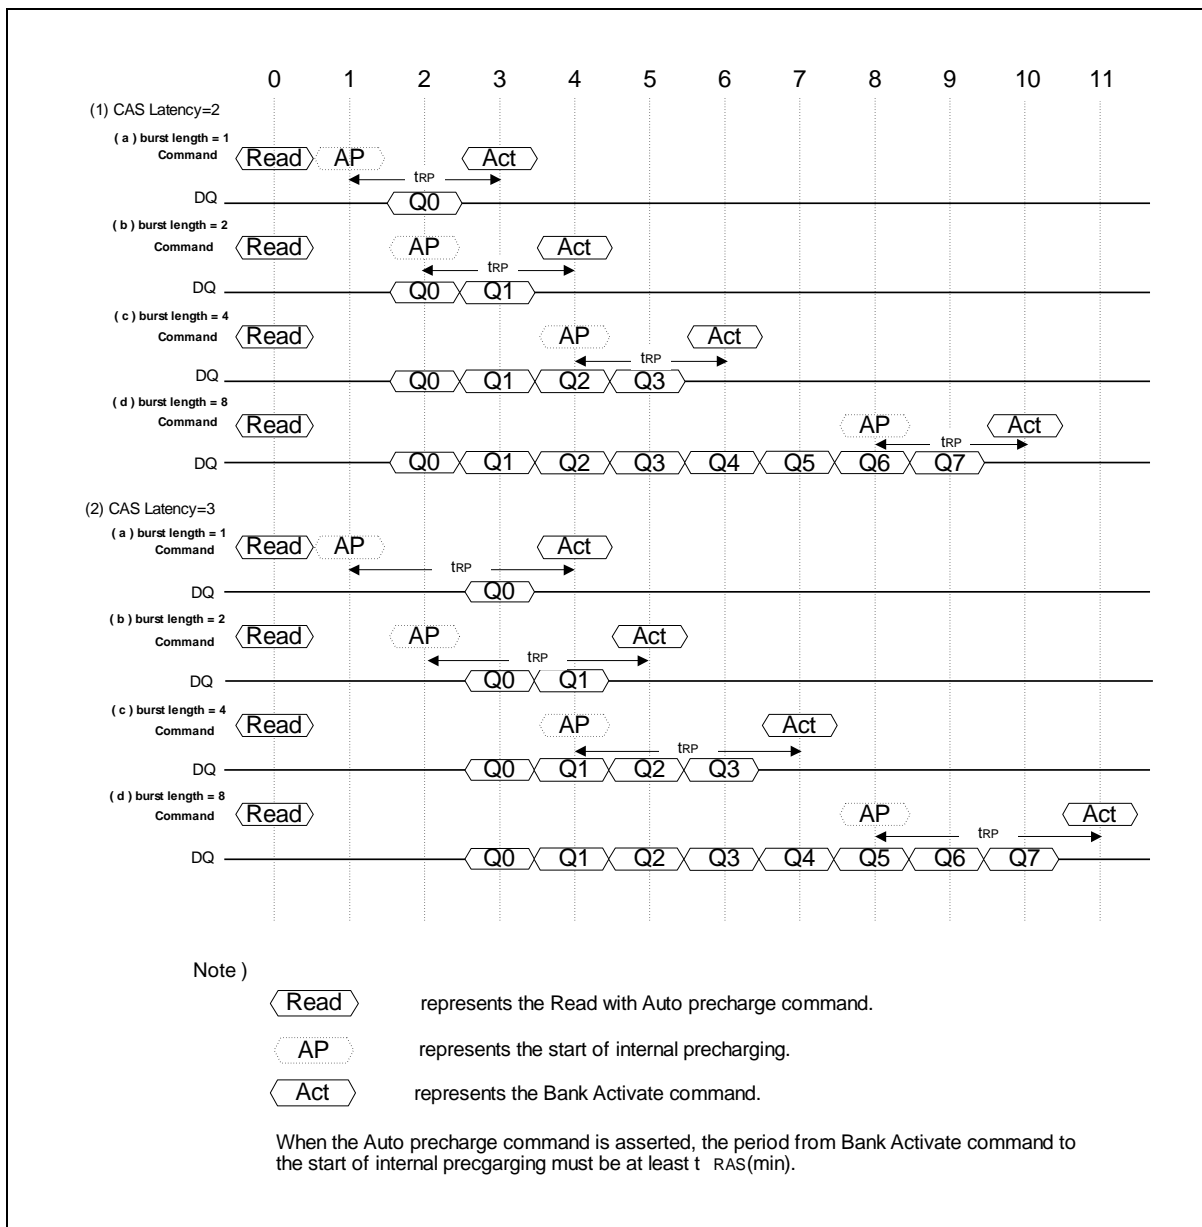 0 1 2 3 4 5 6 7 8 9 10 11
(1) CAS Latency=2
( a ) burst length = 1
Command Read AP Act
tRP
DQ Q0
( b ) burst length = 2
Command Read AP Act
tRP
DQ Q0 Q1
( c ) burst length = 4
Command Read AP Act
tRP
DQ Q0 Q1 Q2 Q3
( d ) burst length = 8
Command Read AP Act
tRP
DQ Q0 Q1 Q2 Q3 Q4 Q5 Q6 Q7
(2) CAS Latency=3
( a ) burst length = 1
Command Read AP Act
tRP
DQ Q0
( b ) burst length = 2
Command Read AP Act
tRP
DQ Q0 Q1
( c ) burst length = 4
Command Read AP Act
tRP
DQ Q0 Q1 Q2 Q3
( d ) burst length = 8
Command Read AP Act
tRP
DQ Q0 Q1 Q2 Q3 Q4 Q5 Q6 Q7
Note )
Read represents the Read with Auto precharge command.
AP represents the start of internal precharging.
Act represents the Bank Activate command.
When the Auto precharge command is asserted, the period from Bank Activate command to
the start of internal precgarging must be at least t RAS(min).